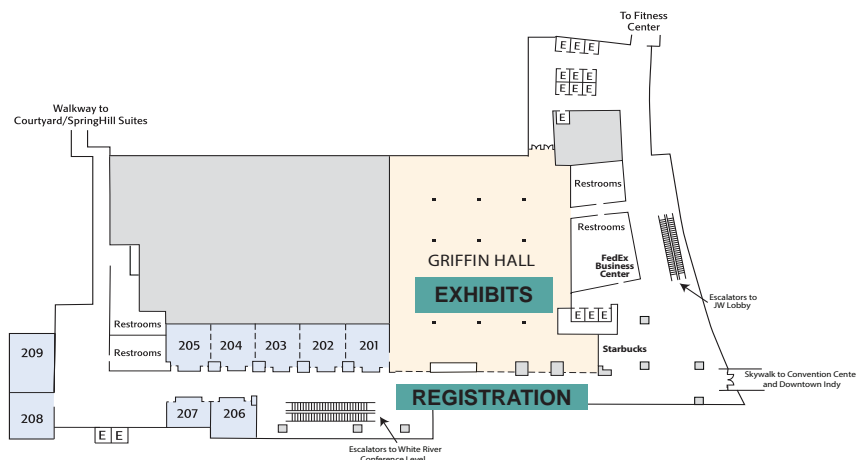 To Fitness
Center
E E E
E E E
E E E
Walkway to
Courtyard/SpringHill Suites
E
Restrooms
Restrooms
FedEx
Business
Center
GRIFFIN HALL
EXHIBITS
Escalators to
JW Lobby
E E E
Restrooms
Restrooms
205
204
203
202
201
209
Starbucks
Skywalk to Convention Cente
and Downtown Indy
REGISTRATION
208
207
206
E E
Escalators to White River
Conference Level